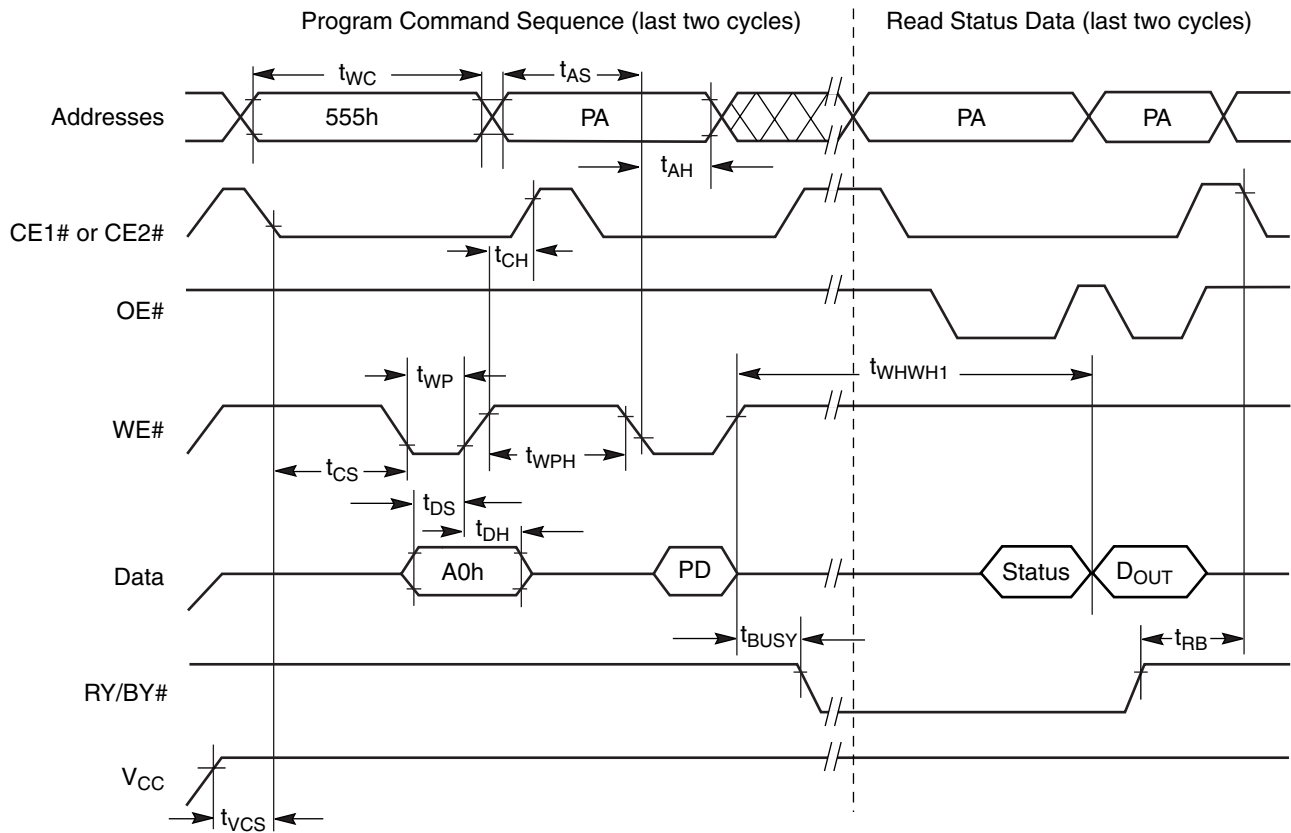 Program Command Sequence (last two cycles)
Read Status Data (last two cycles)
tWC
tAS
Addresses
555h
PA
PA
PA
tAH
CE1# or CE2#
tCH
OE#
tWP
tWHWH1
WE#
tCS
tWPH
tDS
tDH
Data
A0h
PD
Status
DOUT
tBUSY
tRB
RY/BY#
VCC
tVCS